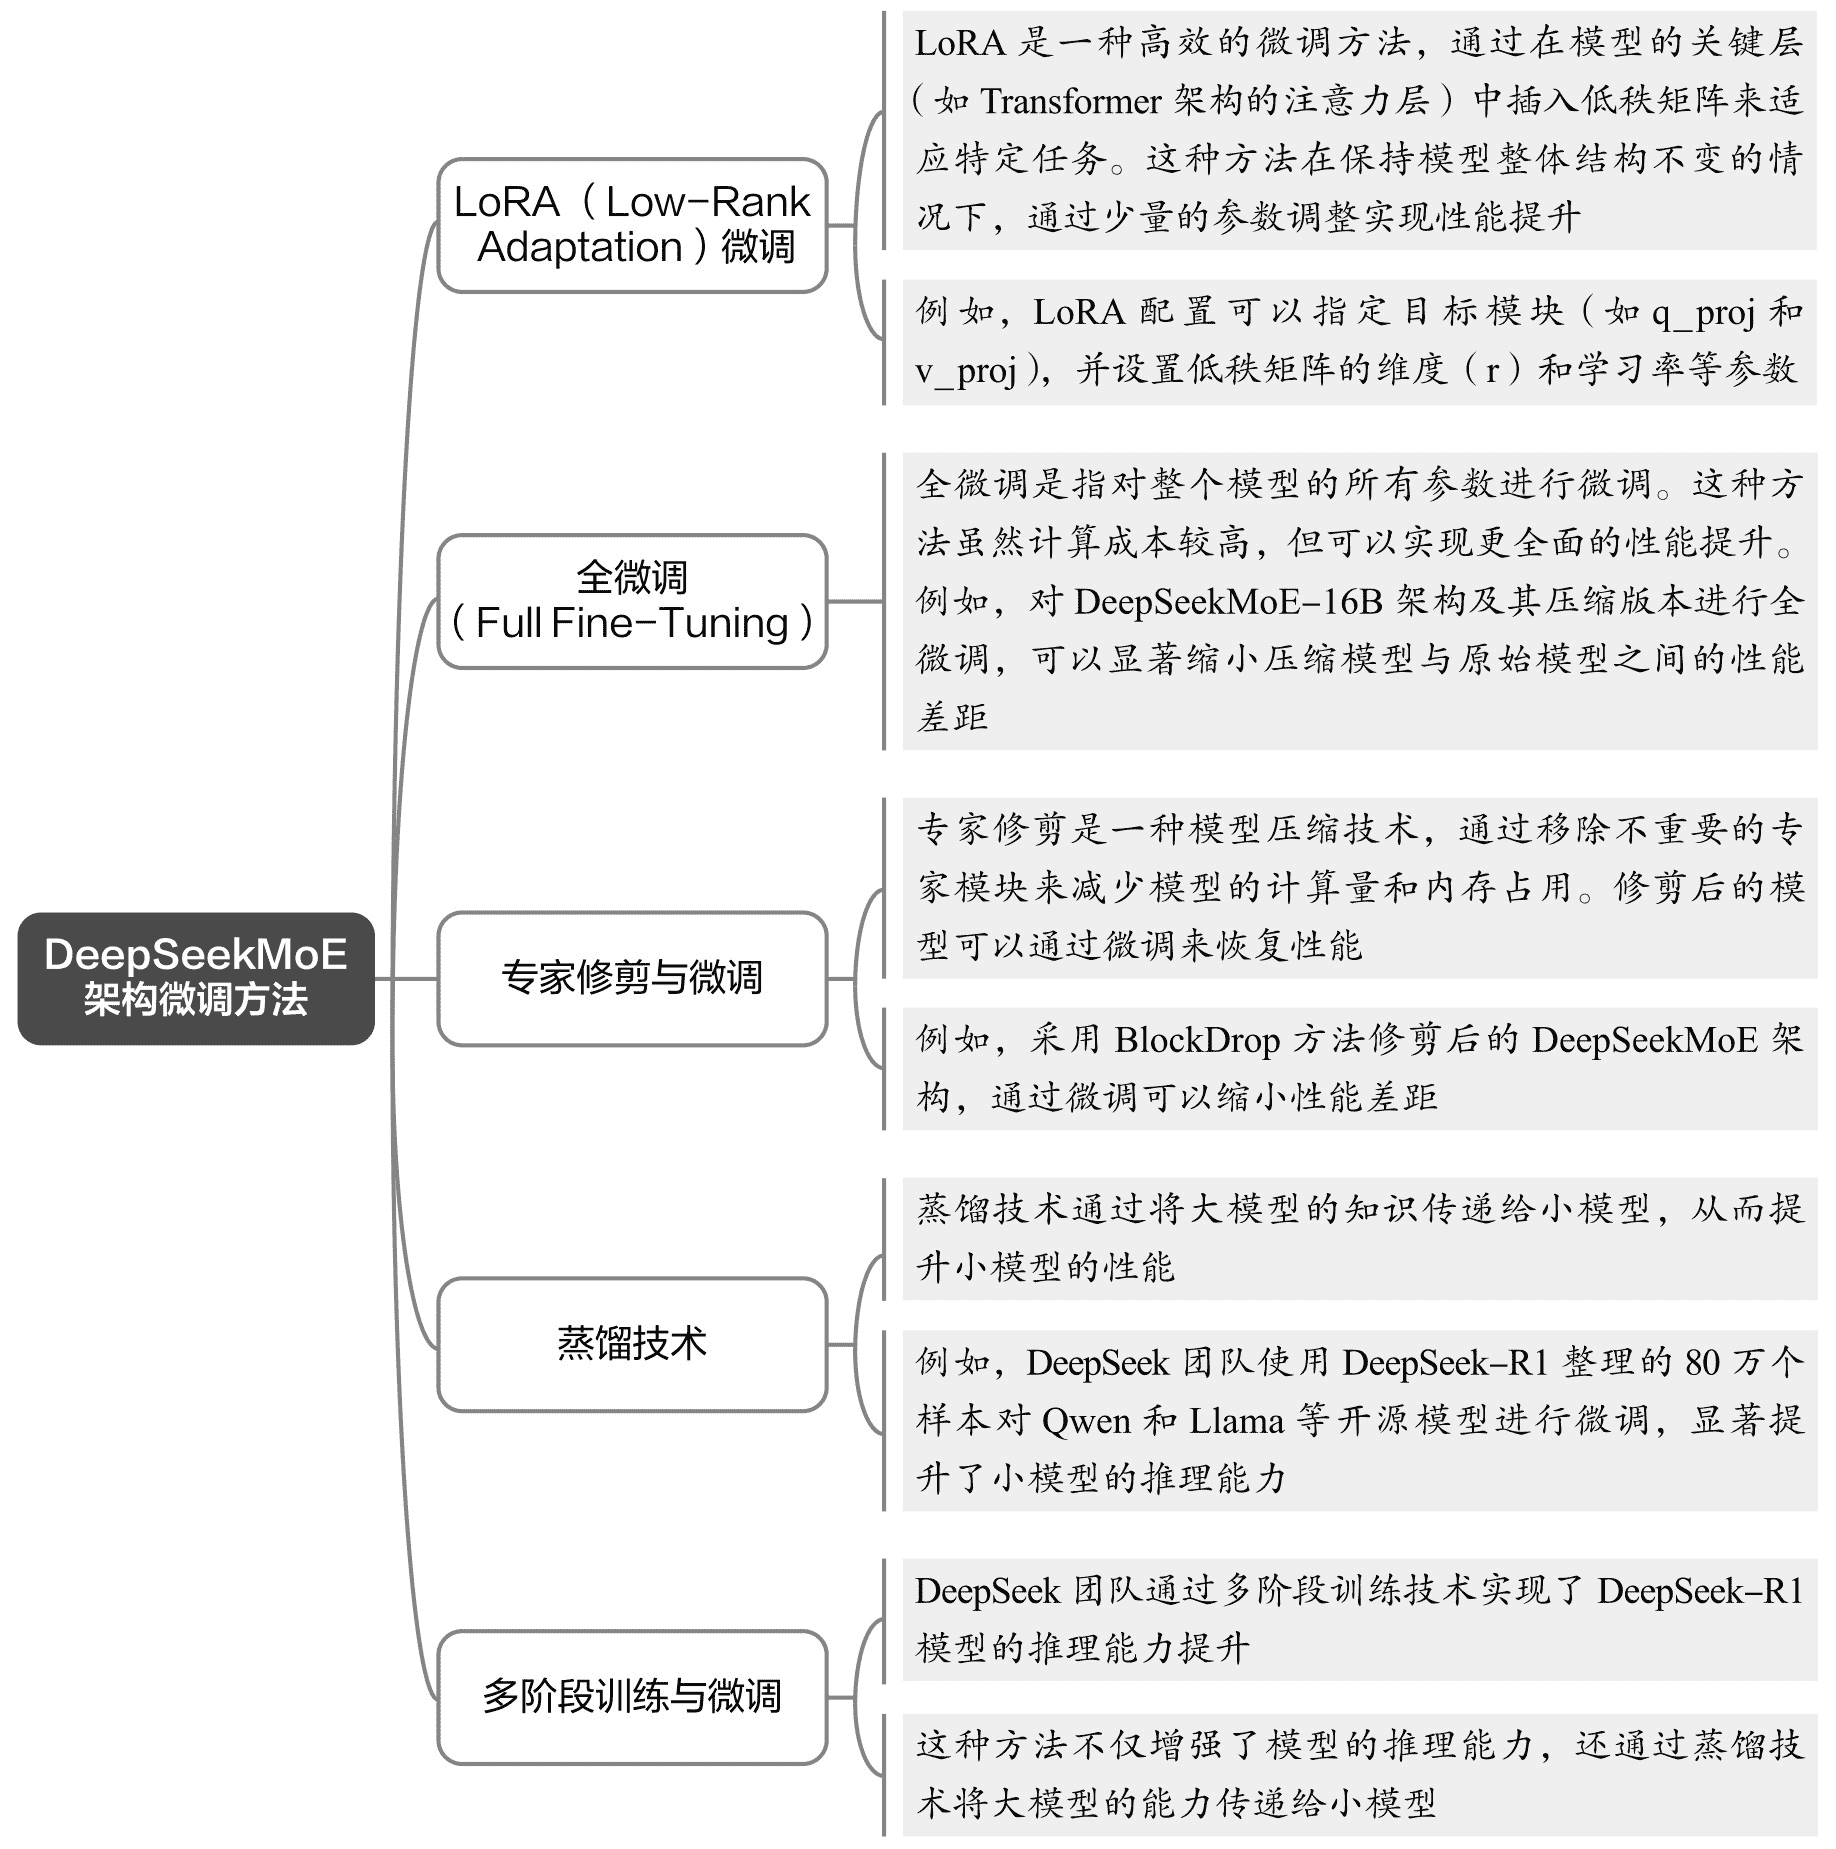 DeepSeekMoE
架构微调方法
LoRA（Low-Rank
Adaptation）微调
LoRA 是一种高效的微调方法，通过在模型的关键层
（如 Transformer 架构的注意力层）中插入低秩矩阵来适
应特定任务。这种方法在保持模型整体结构不变的情
况下，通过少量的参数调整实现性能提升
例如，LoRA 配置可以指定目标模块（如 q_proj 和
v_proj），并设置低秩矩阵的维度（r）和学习率等参数
全微调
（Full Fine-Tuning）
全微调是指对整个模型的所有参数进行微调。这种方
法虽然计算成本较高，但可以实现更全面的性能提升。
例如，对 DeepSeekMoE-16B 架构及其压缩版本进行全
微调，可以显著缩小压缩模型与原始模型之间的性能
差距
专家修剪与微调
专家修剪是一种模型压缩技术，通过移除不重要的专
家模块来减少模型的计算量和内存占用。修剪后的模
型可以通过微调来恢复性能
例如，采用 BlockDrop 方法修剪后的 DeepSeekMoE 架
构，通过微调可以缩小性能差距
蒸馏技术
蒸馏技术通过将大模型的知识传递给小模型，从而提
升小模型的性能
例如，DeepSeek 团队使用 DeepSeek-R1 整理的 80 万个
样本对 Qwen 和 Llama 等开源模型进行微调，显著提
升了小模型的推理能力
多阶段训练与微调
DeepSeek 团队通过多阶段训练技术实现了 DeepSeek-R1
模型的推理能力提升
这种方法不仅增强了模型的推理能力，还通过蒸馏技
术将大模型的能力传递给小模型